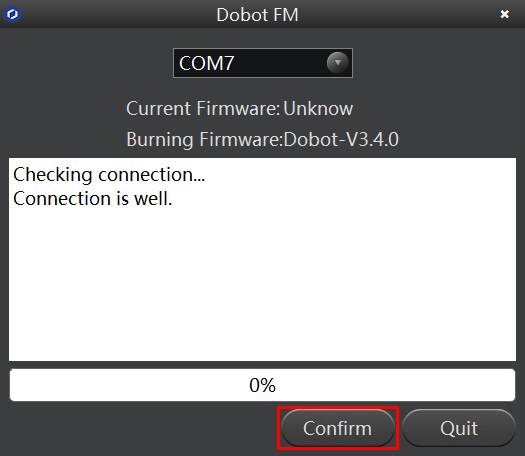 Dobot FM
COM7
Current Firmware: Unknow
Burning Firmware:Dobot-V3.4.0
Checking connection...
Connection is well.
0%
Confirm Quit